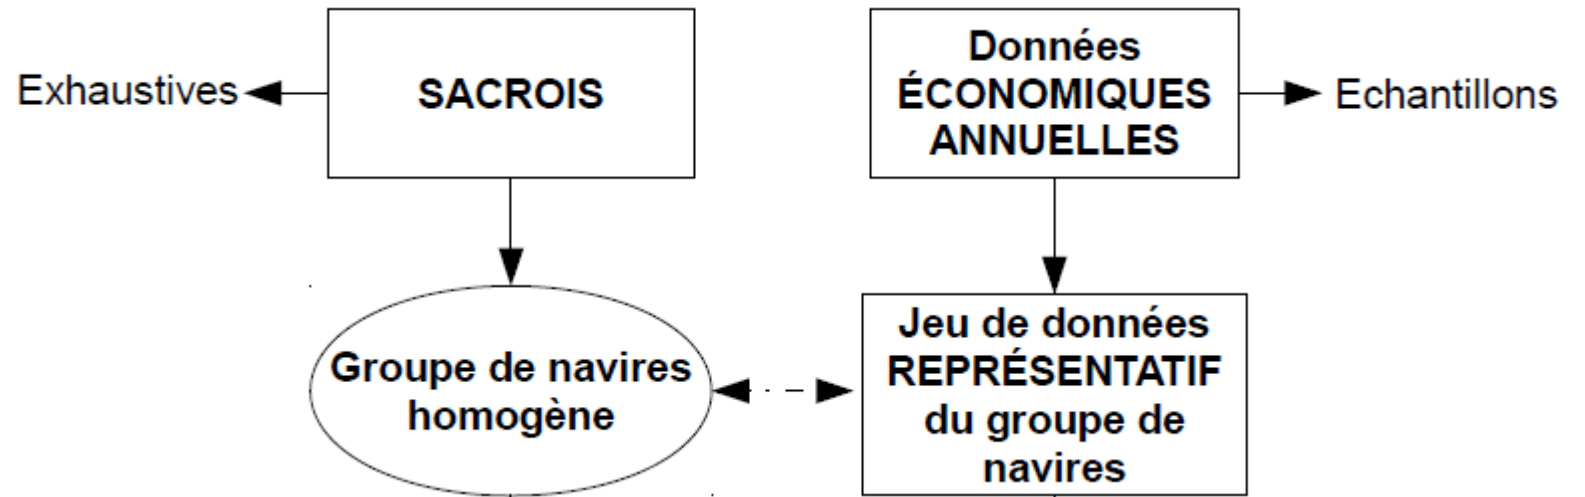 Exhaustives
SACROIS
Données
ÉCONOMIQUES
ANNUELLES
Echantillons
Groupe de navires
homogène
Jeu de données
REPRÉSENTATIF
du groupe de
navires